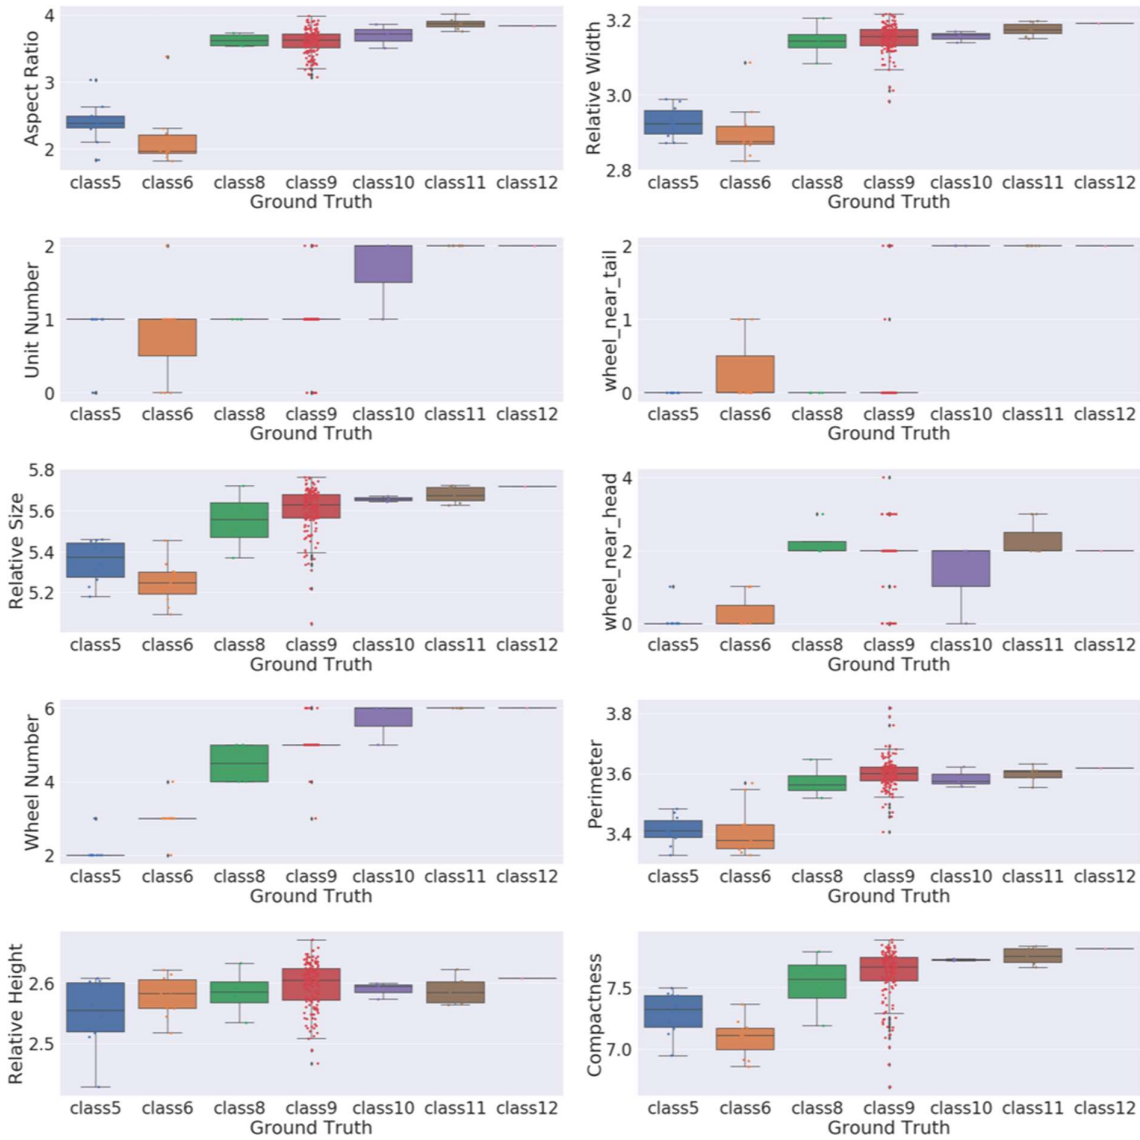 Aspect Ratio
4
3
2
class5 class6 class8 class9 class10 class11 class12
Ground Truth
Relative Width
3.2
3.0
2.8
class5 class6 class8 class9 class10 class11 class12
Ground Truth
Unit Number
2
1
0
class5 class6 class8 class9 class10 class11 class12
Ground Truth
wheel_near_tail
2
1
0
class5 class6 class8 class9 class10 class11 class12
Ground Truth
Relative Size
5.8
5.6
5.4
5.2
class5 class6 class8 class9 class10 class11 class12
Ground Truth
wheel_near_head
4
2
0
class5 class6 class8 class9 class10 class11 class12
Ground Truth
Wheel Number
6
4
2
class5 class6 class8 class9 class10 class11 class12
Ground Truth
Perimeter
3.8
3.6
3.4
class5 class6 class8 class9 class10 class11 class12
Ground Truth
Relative Height
2.6
2.5
class5 class6 class8 class9 class10 class11 class12
Ground Truth
Compactness
7.5
7.0
class5 class6 class8 class9 class10 class11 class12
Ground Truth